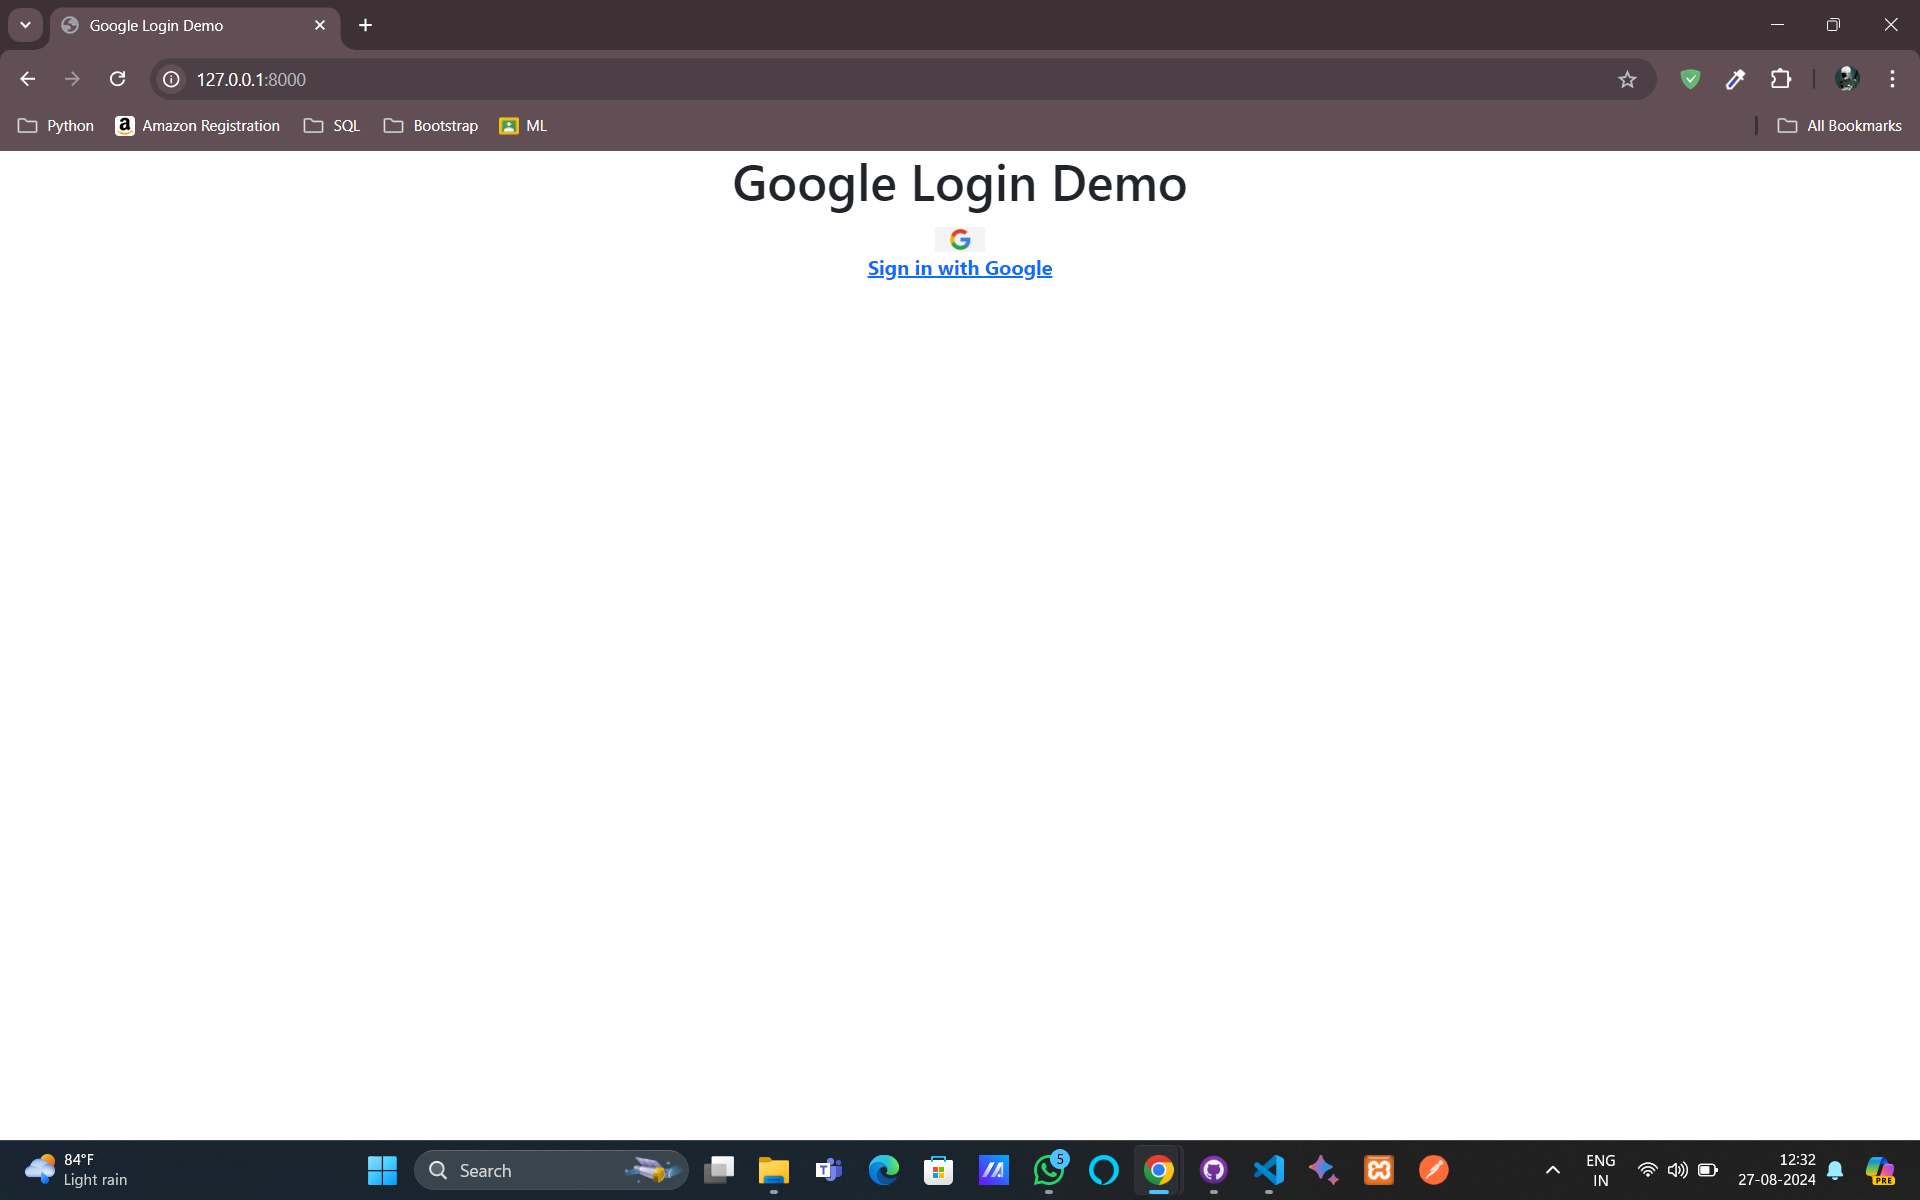 Google Login Demo
127.0.0.1:8000
Python
Amazon Registration
SQL
Bootstrap
ML
All Bookmarks
Google Login Demo
Sign in with Google
84°F
Light rain
Search
5
ENG
IN
12:32
27-08-2024
PRE